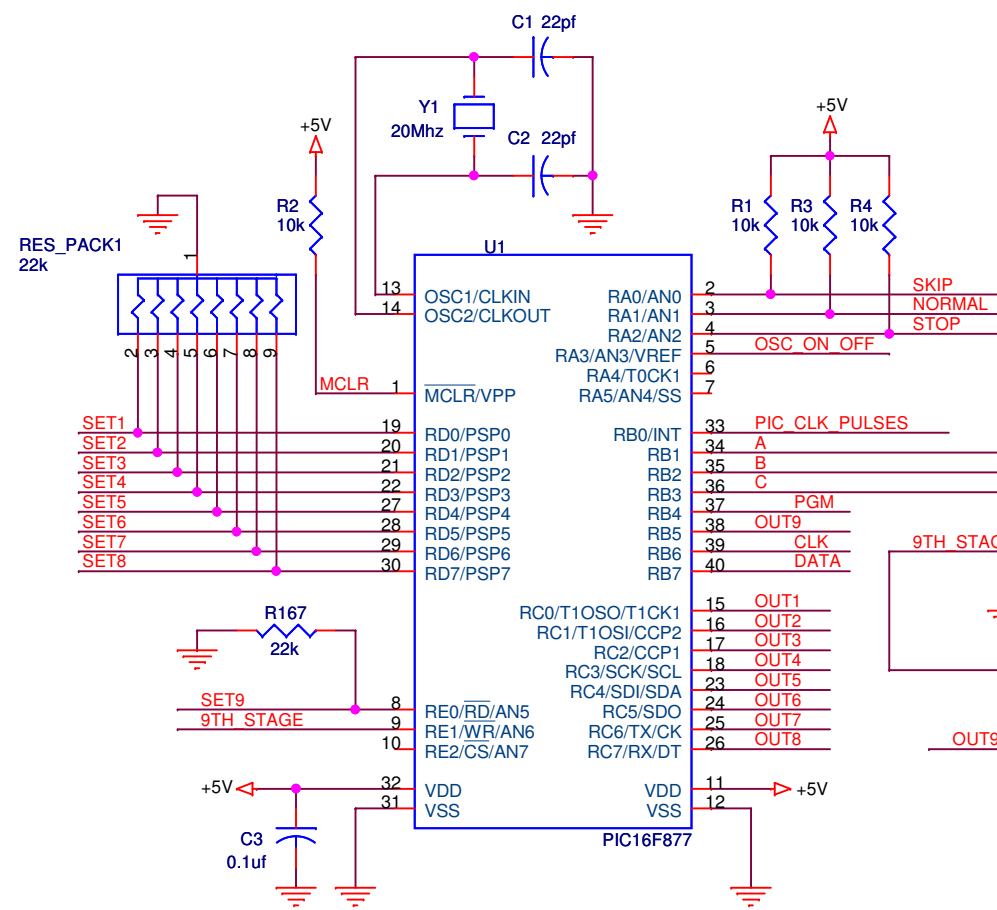 C1 22pf
Y1
20Mhz
C2 22pf
+5V
+5V
R2
10k
R1
10k
R3
10k
R4
10k
RES_PACK1
22k
1
2 3 4 5 6 7 8 9
U1
13 OSC1/CLKIN
14 OSC2/CLKOUT
MCLR 1 MCLR/VPP
SET1 19 RD0/PSP0
SET2 20 RD1/PSP1
SET3 21 RD2/PSP2
SET4 22 RD3/PSP3
SET5 27 RD4/PSP4
SET6 28 RD5/PSP5
SET7 29 RD6/PSP6
SET8 30 RD7/PSP7
R167
22k
SET9 8 RE0/RD/AN5
9TH_STAGE 9 RE1/WR/AN6
10 RE2/CS/AN7
+5V 32 VDD
31 VSS
C3
0.1uf
RA0/AN0 2 SKIP
RA1/AN1 3 NORMAL
RA2/AN2 4 STOP
RA3/AN3/VREF 5 OSC_ON_OFF
RA4/T0CK1 6
RA5/AN4/SS 7
RB0/INT 33 PIC_CLK_PULSES
RB1 34 A
RB2 35 B
RB3 36 C
RB4 37 PGM
RB5 38 OUT9
RB6 39 CLK
RB7 40 DATA
RC0/T1OSO/T1CK1 15 OUT1
RC1/T1OSI/CCP2 16 OUT2
RC2/CCP1 17 OUT3
RC3/SCK/SCL 18 OUT4
RC4/SDI/SDA 23 OUT5
RC5/SDO 24 OUT6
RC6/TX/CK 25 OUT7
RC7/RX/DT 26 OUT8
VDD 11 +5V
VSS 12
PIC16F877
OUT9